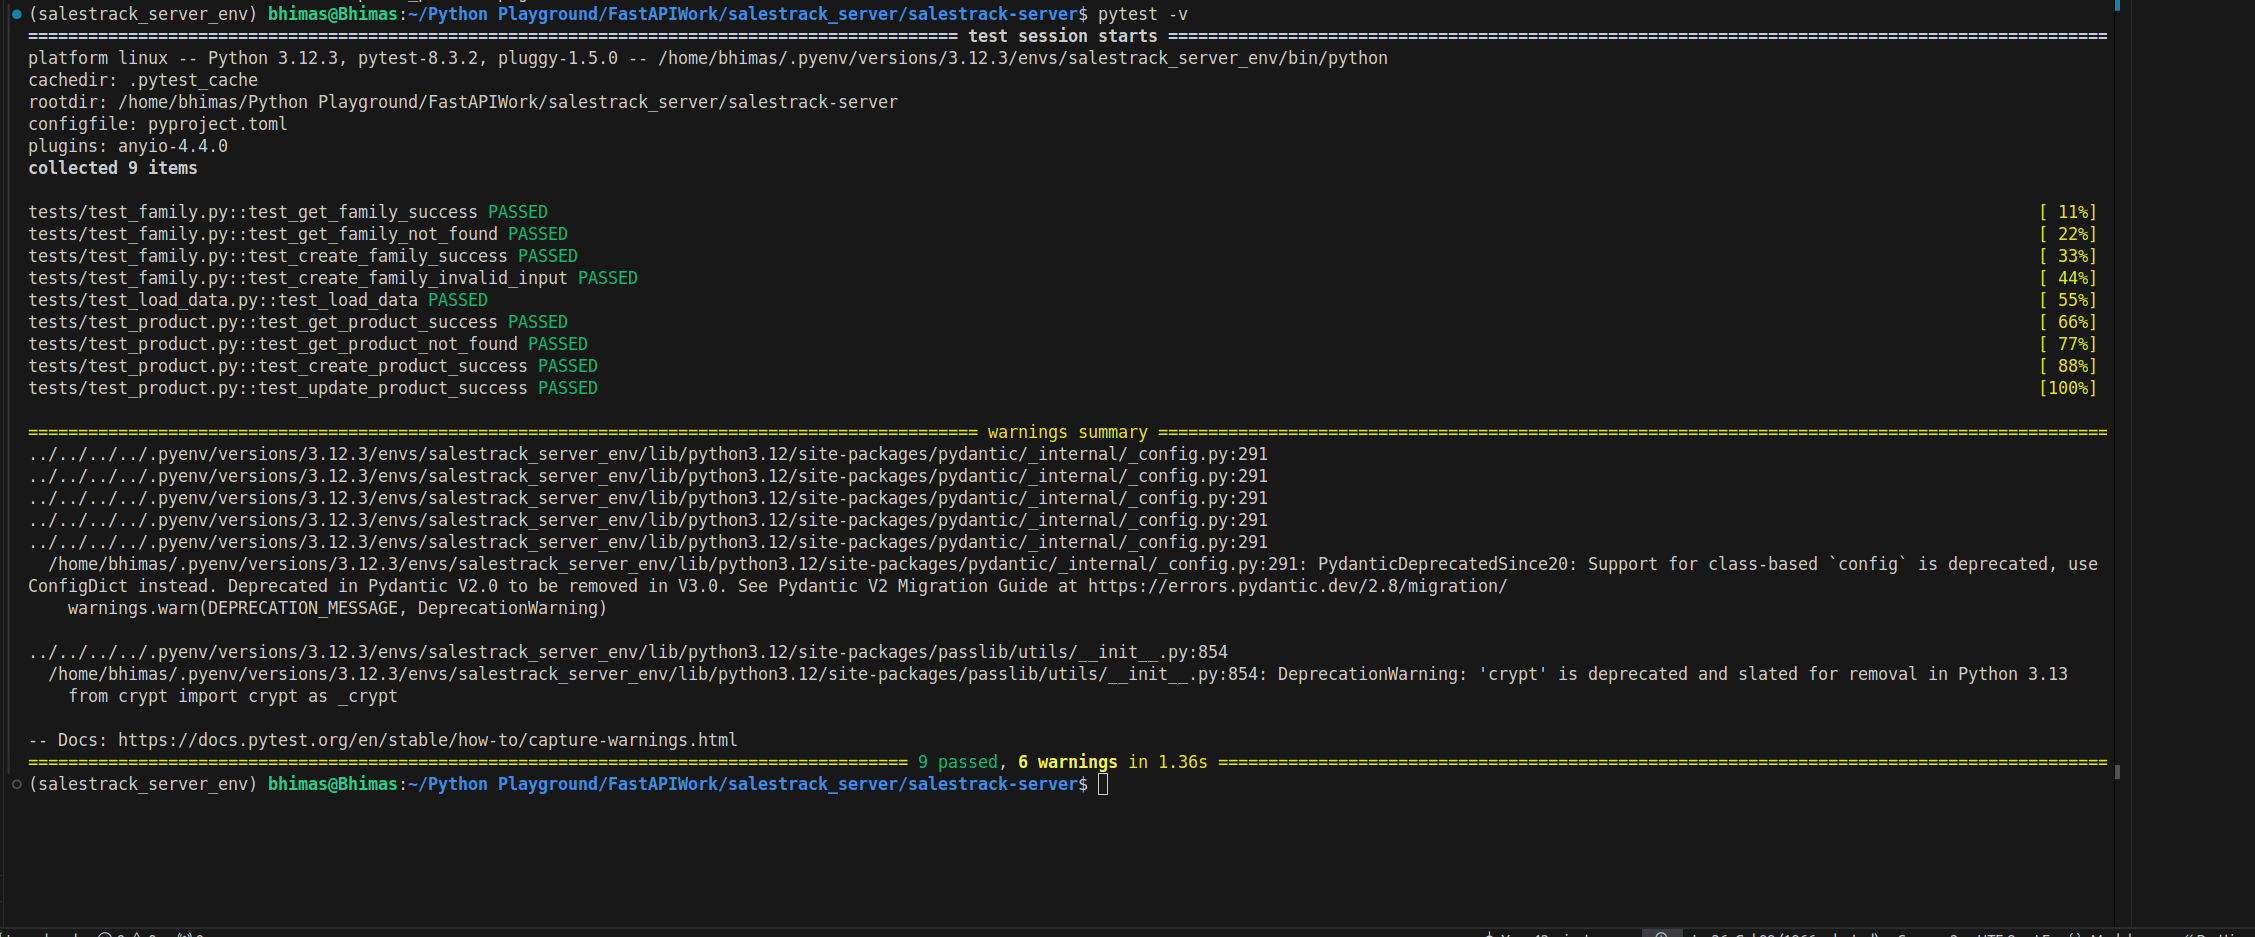 (salestrack_server_env) bhimas@Bhimas:~/Python Playground/FastAPIWork/salestrack_server/salestrack-server$ pytest -v
============================================================================================= test session starts ==============================================================================================
platform linux -- Python 3.12.3, pytest-8.3.2, pluggy-1.5.0 -- /home/bhimas/.pyenv/versions/3.12.3/envs/salestrack_server_env/bin/python
cachedir: .pytest_cache
rootdir: /home/bhimas/Python Playground/FastAPIWork/salestrack_server/salestrack-server
configfile: pyproject.toml
plugins: anyio-4.4.0
collected 9 items
tests/test_family.py::test_get_family_success PASSED [ 11%]
tests/test_family.py::test_get_family_not_found PASSED [ 22%]
tests/test_family.py::test_create_family_success PASSED [ 33%]
tests/test_family.py::test_create_family_invalid_input PASSED [ 44%]
tests/test_load_data.py::test_load_data PASSED [ 55%]
tests/test_product.py::test_get_product_success PASSED [ 66%]
tests/test_product.py::test_get_product_not_found PASSED [ 77%]
tests/test_product.py::test_create_product_success PASSED [ 88%]
tests/test_product.py::test_update_product_success PASSED [100%]
=============================================================================================== warnings summary ===============================================================================================
../../../../.pyenv/versions/3.12.3/envs/salestrack_server_env/lib/python3.12/site-packages/pydantic/_internal/_config.py:291
../../../../.pyenv/versions/3.12.3/envs/salestrack_server_env/lib/python3.12/site-packages/pydantic/_internal/_config.py:291
../../../../.pyenv/versions/3.12.3/envs/salestrack_server_env/lib/python3.12/site-packages/pydantic/_internal/_config.py:291
../../../../.pyenv/versions/3.12.3/envs/salestrack_server_env/lib/python3.12/site-packages/pydantic/_internal/_config.py:291
../../../../.pyenv/versions/3.12.3/envs/salestrack_server_env/lib/python3.12/site-packages/pydantic/_internal/_config.py:291
/home/bhimas/.pyenv/versions/3.12.3/envs/salestrack_server_env/lib/python3.12/site-packages/pydantic/_internal/_config.py:291: PydanticDeprecatedSince20: Support for class-based `config` is deprecated, use
ConfigDict instead. Deprecated in Pydantic V2.0 to be removed in V3.0. See Pydantic V2 Migration Guide at https://errors.pydantic.dev/2.8/migration/
warnings.warn(DEPRECATION_MESSAGE, DeprecationWarning)
../../../../.pyenv/versions/3.12.3/envs/salestrack_server_env/lib/python3.12/site-packages/passlib/utils/__init__.py:854
/home/bhimas/.pyenv/versions/3.12.3/envs/salestrack_server_env/lib/python3.12/site-packages/passlib/utils/__init__.py:854: DeprecationWarning: 'crypt' is deprecated and slated for removal in Python 3.13
from crypt import crypt as _crypt
-- Docs: https://docs.pytest.org/en/stable/how-to/capture-warnings.html
======================================================================================== 9 passed, 6 warnings in 1.36s =========================================================================================
(salestrack_server_env) bhimas@Bhimas:~/Python Playground/FastAPIWork/salestrack_server/salestrack-server$